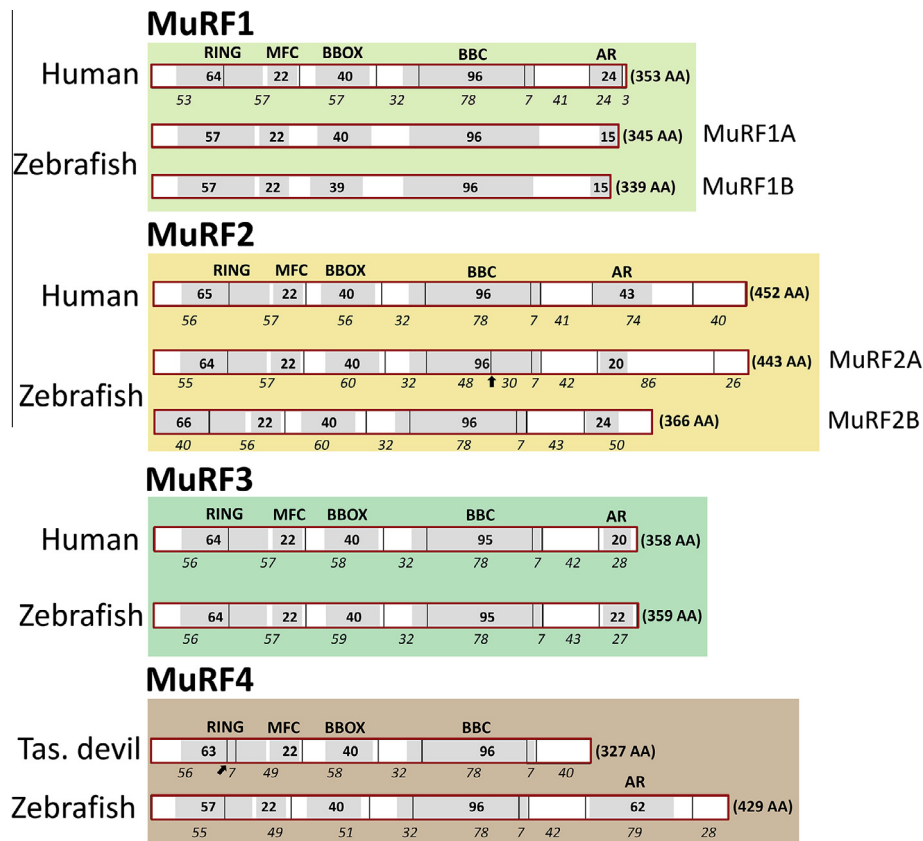 MuRF1
RING MFC BBOX BBC AR
Human 64 22 40 96 24 (353 AA)
53 57 57 32 78 7 41 24 3
57 22 40 96 15 (345 AA) MuRF1A
Zebrafish
57 22 39 96 15 (339 AA) MuRF1B
MuRF2
RING MFC BBOX BBC AR
Human 65 22 40 96 43 (452 AA)
56 57 56 32 78 7 41 74 40
64 22 40 96 20 (443 AA) MuRF2A
55 57 60 32 48 30 7 42 86 26
Zebrafish
66 22 40 96 24 (366 AA) MuRF2B
40 56 60 32 78 7 43 50
MuRF3
RING MFC BBOX BBC AR
Human 64 22 40 95 20 (358 AA)
56 57 58 32 78 7 42 28
Zebrafish 64 22 40 95 22 (359 AA)
56 57 59 32 78 7 43 27
MuRF4
RING MFC BBOX BBC
Tas. devil 63 22 40 96 (327 AA)
56 7 49 58 32 78 7 40
AR
Zebrafish 57 22 40 96 62 (429 AA)
55 49 51 32 78 7 42 79 28